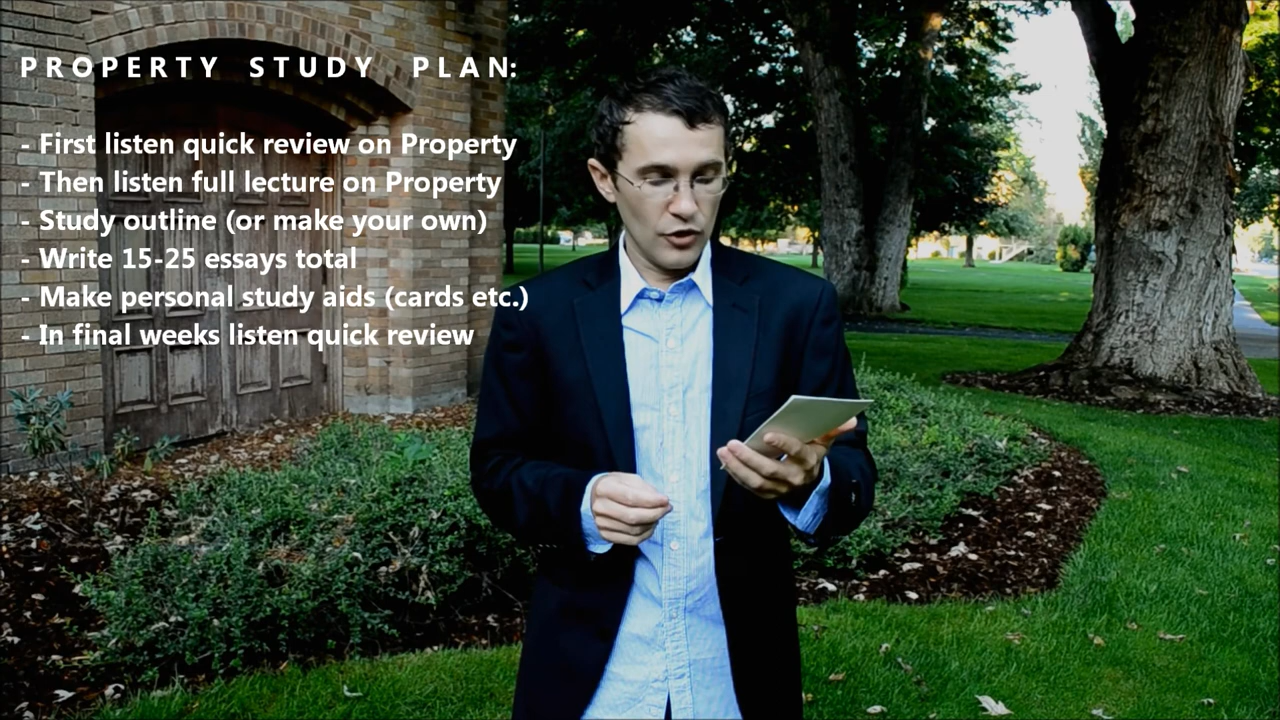 PROPERTY STUDY PLAN:
- First listen quick review on Property
- Then listen full lecture on Property
- Study outline (or make your own)
- Write 15-25 essays total
- Make personal study aids (cards etc.)
- In final weeks listen quick review